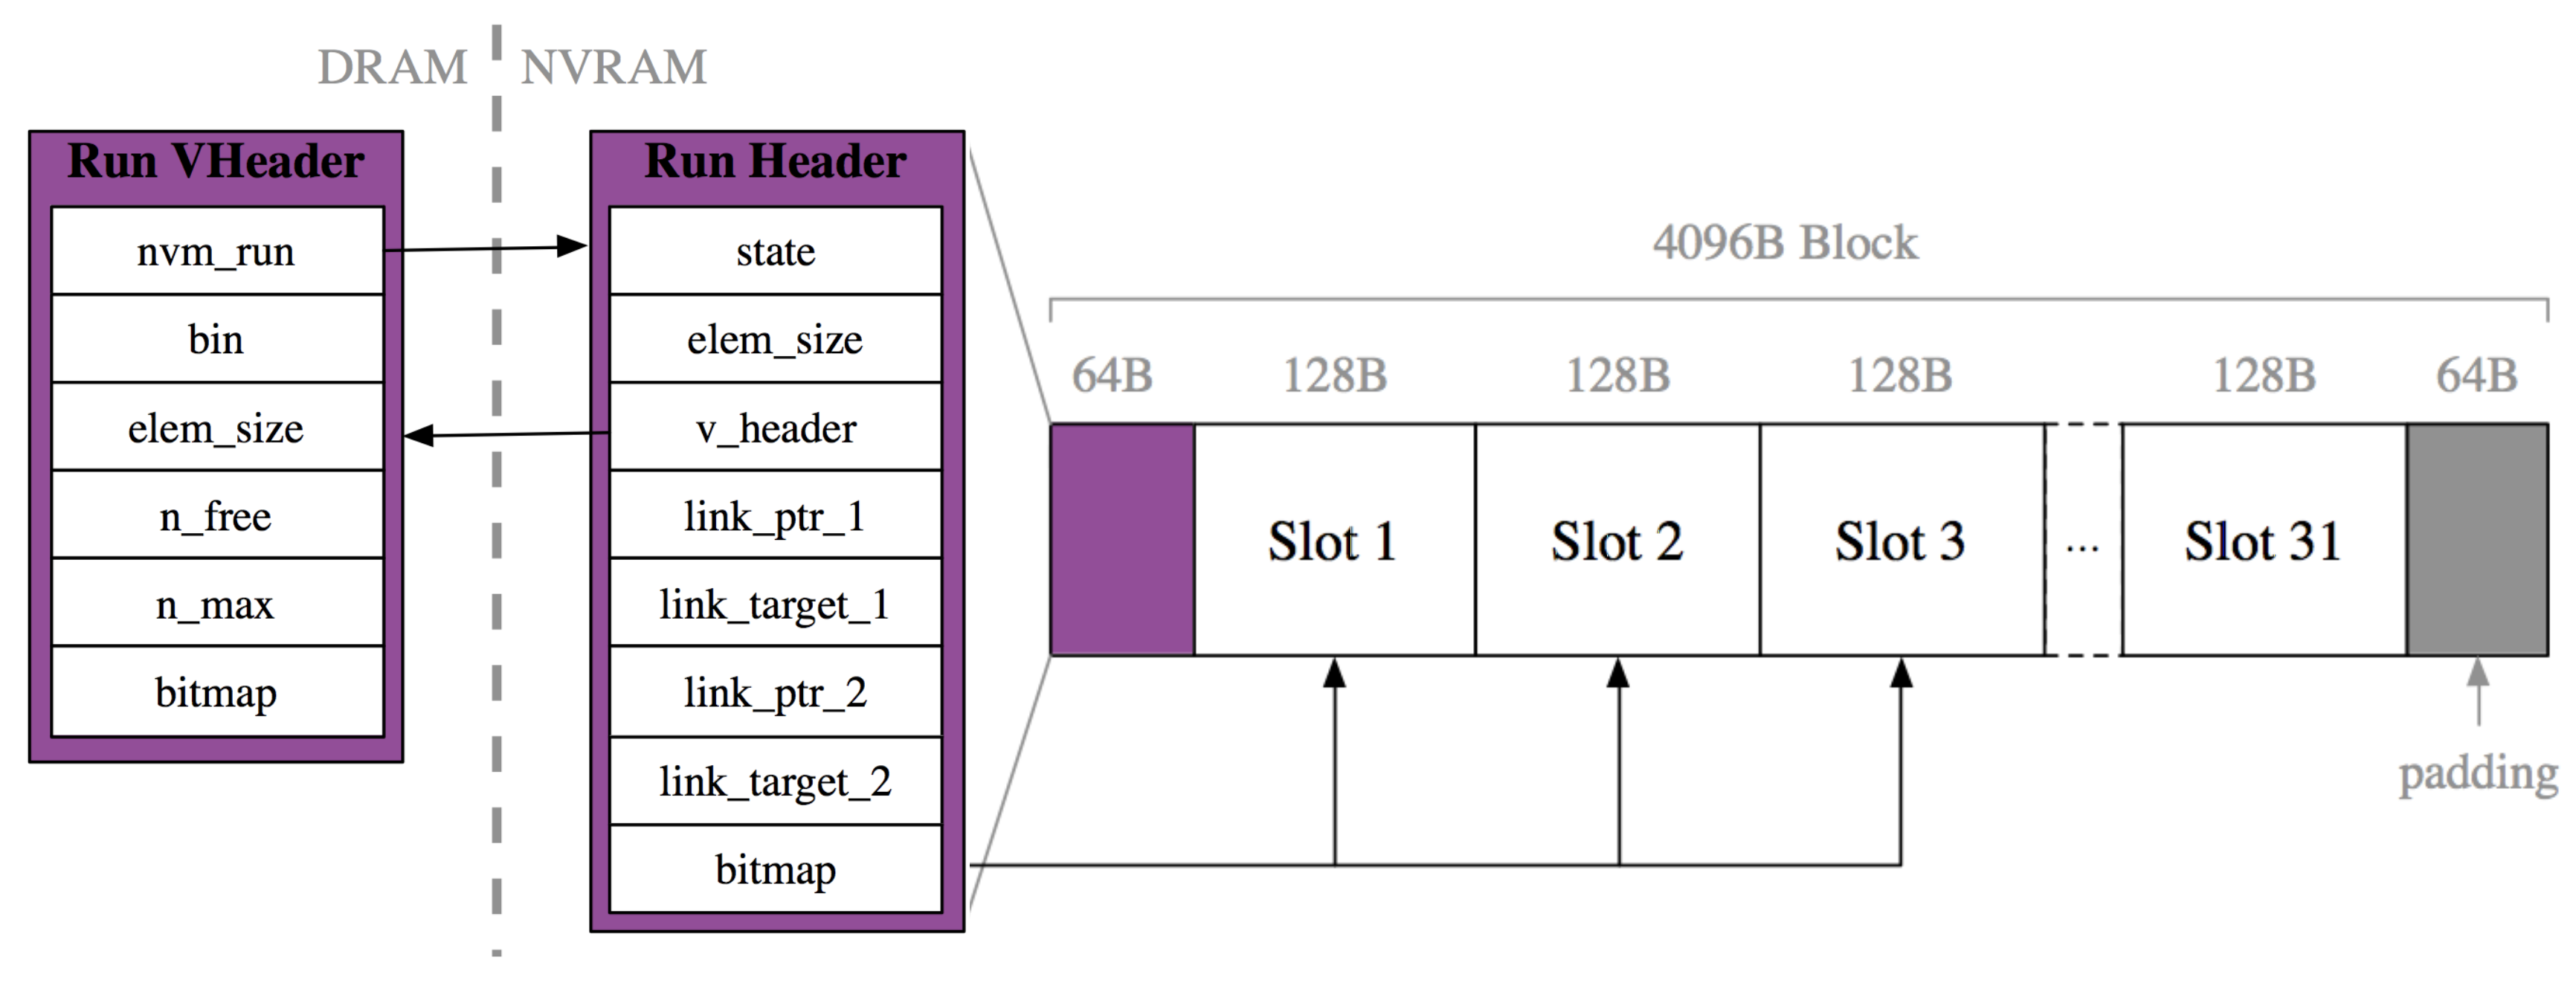 DRAM
NVRAM
Run VHeader
nvm_run
bin
elem_size
n_free
n_max
bitmap
Run Header
state
elem_size
v_header
link_ptr_1
link_target_1
link_ptr_2
link_target_2
bitmap
4096B Block
64B 128B 128B 128B 128B 64B
Slot 1 Slot 2 Slot 3 ... Slot 31
padding